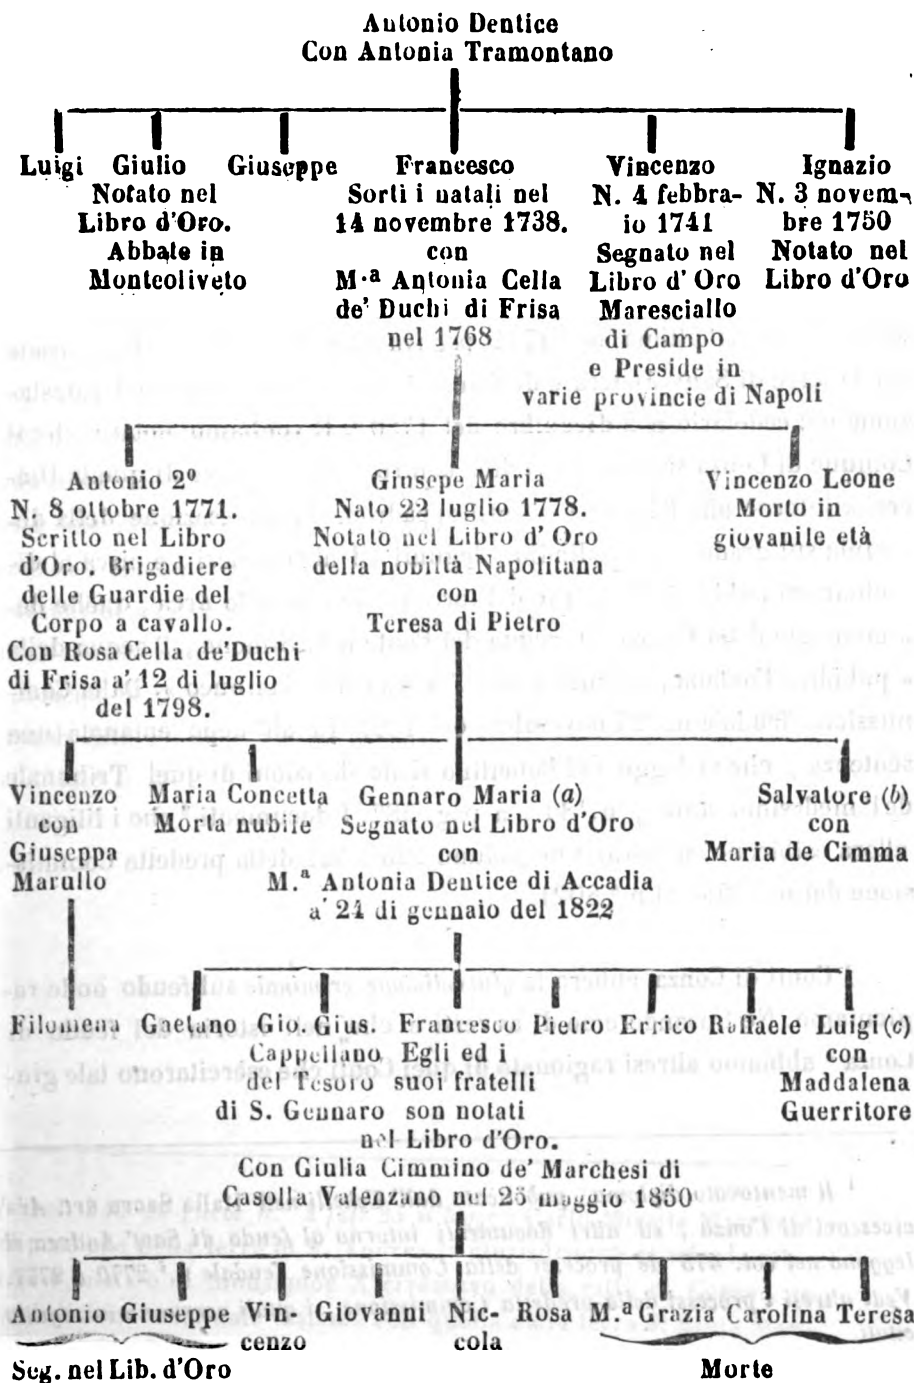 Antonio Dentice
Con Antonia Tramontano
Luigi
Giulio
Notato nel
Libro d'Oro.
Abbate in
Monteoliveto
Giuseppe
Francesco
Sortì i natali nel
14 novembre 1738.
con
M.ª Antonia Cella
de' Duchi di Frisa
nel 1768
Vincenzo
N. 4 febbra-
io 1741
Segnato nel
Libro d' Oro
Maresciallo
di Campo
e Preside in
varie provincie di Napoli
Ignazio
N. 3 novem-
bre 1750
Notato nel
Libro d'Oro
Antonio 2º
N. 8 ottobre 1771.
Scritto nel Libro
d'Oro. Brigadiere
delle Guardie del
Corpo a cavallo.
Con Rosa Cella de' Duchi
di Frisa a' 12 di luglio
del 1798.
Ginsepe Maria
Nato 22 luglio 1778.
Notato nel Libro d' Oro
della nobiltà Napolitana
con
Teresa di Pietro
Vincenzo Leone
Morto in
giovanile età
Vincenzo
con
Giuseppa
Marullo
Maria Concetta
Morta nubile
Gennaro Maria (a)
Segnato nel Libro d'Oro
con
M.ª Antonia Dentice di Accadia
a' 24 di gennaio del 1822
Salvatore (b)
con
Maria de Cimma
Filomena
Gaetano
Gio. Gius.
Cappellano
del Tesoro
di S. Gennaro
Francesco
Egli ed i
suoi fratelli
son notati
nel Libro d'Oro.
Con Giulia Cimmino de' Marchesi di
Casolla Valenzano nel 25 maggio 1850
Pietro
Errico
Raffaele
Luigi (c)
con
Maddalena
Guerritore
Antonio
Giuseppe
Vin-
cenzo
Giovanni
Nic-
cola
Rosa
M.ª Grazia
Carolina
Teresa
Seg. nel Lib. d'Oro
Morte